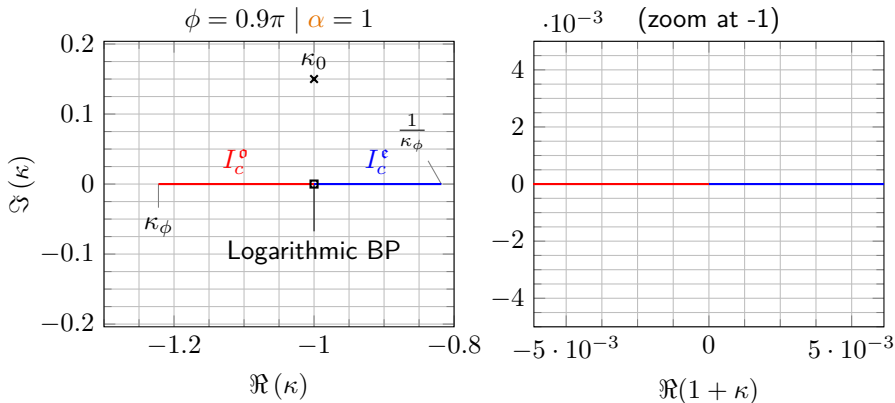 ϕ = 0.9π | α = 1
(zoom at -1)
·10⁻³
0.2
0.1
0
−0.1
−0.2
ℑ (κ)
κ₀
1/κ_ϕ
I_c^𝔬
I_c^𝔢
κ_ϕ
Logarithmic BP
−1.2
−1
−0.8
ℜ (κ)
4
2
0
−2
−4
−5 · 10⁻³
0
5 · 10⁻³
ℜ(1 + κ)